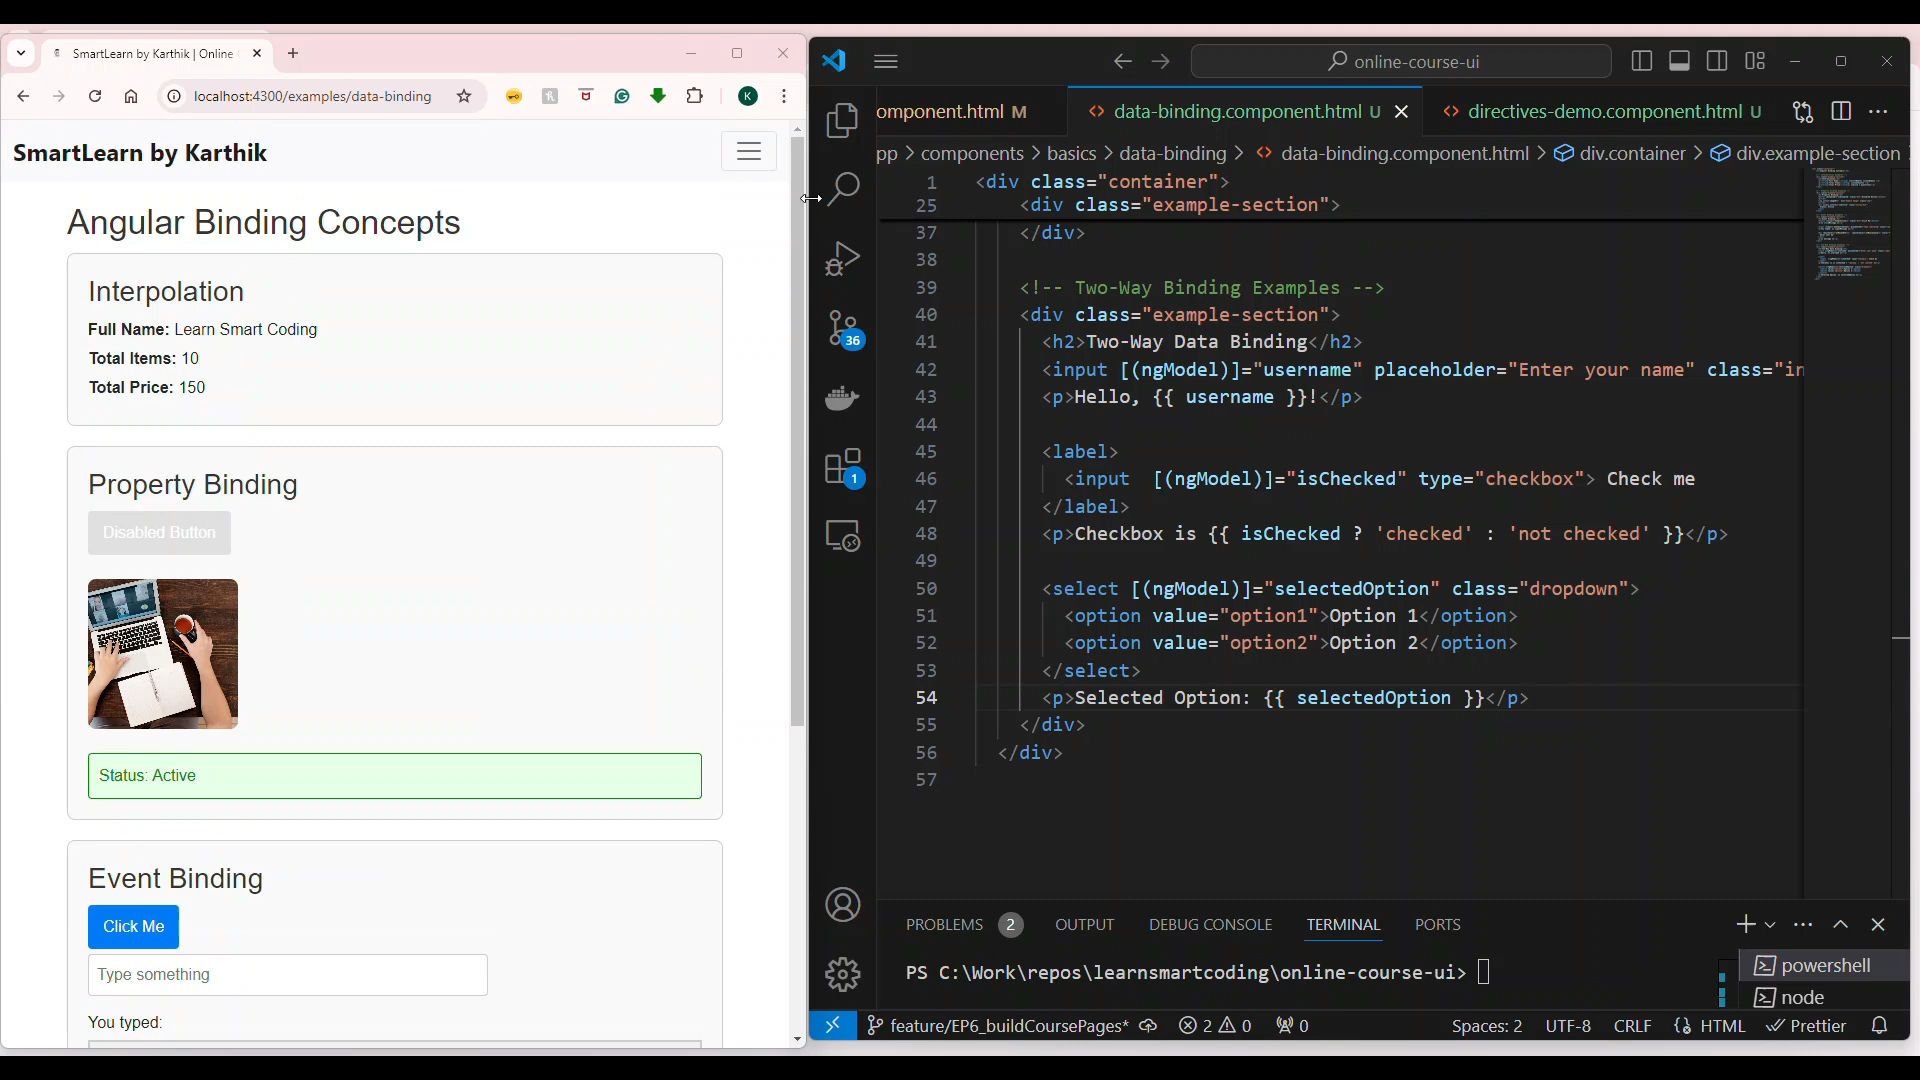 SmartLearn by Karthik | Online
localhost:4300/examples/data-binding
K
SmartLearn by Karthik
Angular Binding Concepts
Interpolation
Full Name: Learn Smart Coding
Total Items: 10
Total Price: 150
Property Binding
Disabled Button
Status: Active
Event Binding
Click Me
Type something
You typed:
online-course-ui
omponent.html M
data-binding.component.html U
directives-demo.component.html U
pp > components > basics > data-binding > data-binding.component.html > div.container > div.example-section
36
1
1 <div class="container">
25 <div class="example-section">
37 </div>
38
39 <!-- Two-Way Binding Examples -->
40 <div class="example-section">
41 <h2>Two-Way Data Binding</h2>
42 <input [(ngModel)]="username" placeholder="Enter your name" class="in
43 <p>Hello, {{ username }}!</p>
44
45 <label>
46 <input  [(ngModel)]="isChecked" type="checkbox"> Check me
47 </label>
48 <p>Checkbox is {{ isChecked ? 'checked' : 'not checked' }}</p>
49
50 <select [(ngModel)]="selectedOption" class="dropdown">
51 <option value="option1">Option 1</option>
52 <option value="option2">Option 2</option>
53 </select>
54 <p>Selected Option: {{ selectedOption }}</p>
55 </div>
56 </div>
57
PROBLEMS 2 OUTPUT DEBUG CONSOLE TERMINAL PORTS
PS C:\Work\repos\learnsmartcoding\online-course-ui>
powershell
node
feature/EP6_buildCoursePages* 2 0 0 Spaces: 2 UTF-8 CRLF HTML Prettier